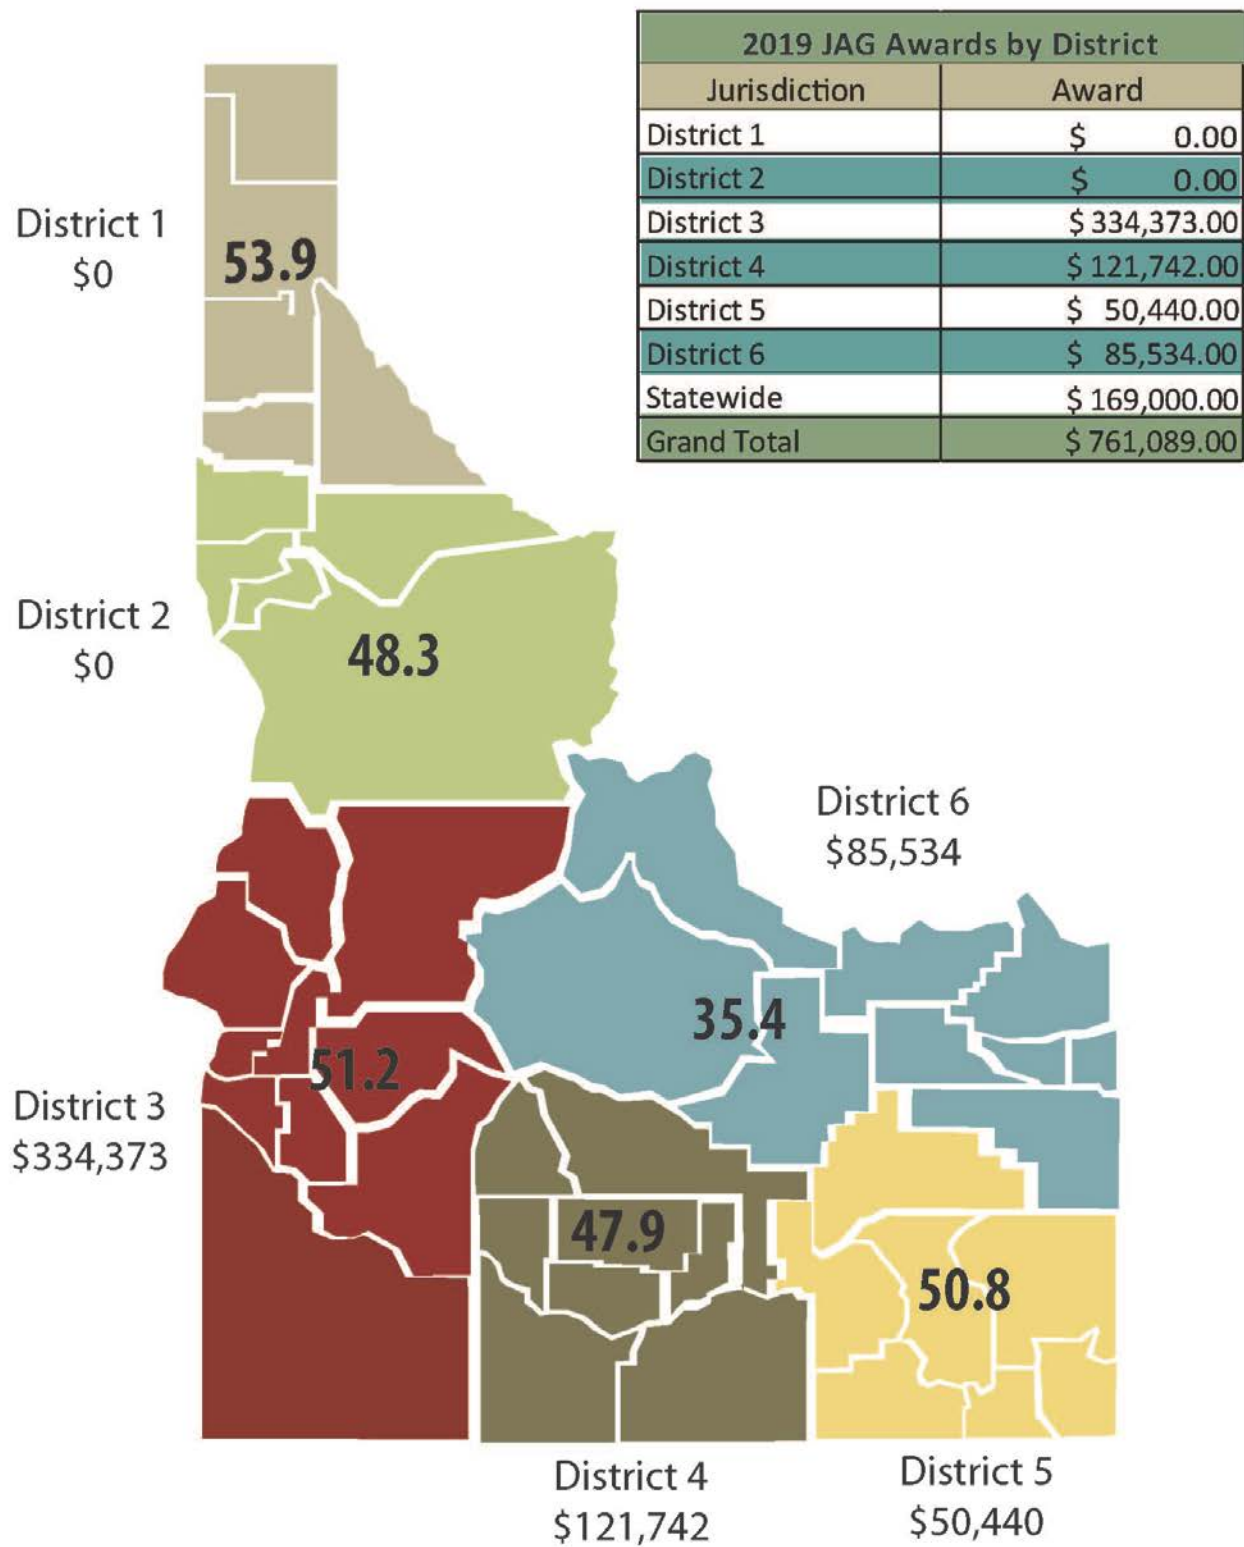 2019 JAG Awards by District
Jurisdiction Award
District 1 $ 0.00
District 2 $ 0.00
District 3 $ 334,373.00
District 4 $ 121,742.00
District 5 $ 50,440.00
District 6 $ 85,534.00
Statewide $ 169,000.00
Grand Total $ 761,089.00
District 1
$0
53.9
District 2
$0
48.3
District 6
$85,534
35.4
51.2
District 3
$334,373
47.9
50.8
District 4
$121,742
District 5
$50,440